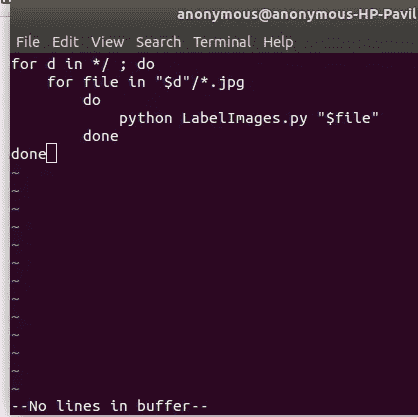 anonymous@anonymous-HP-Pavil
File Edit View Search Terminal Help
for d in */ ; do
    for file in "$d"/*.jpg
        do
            python LabelImages.py "$file"
        done
done
~
~
~
~
~
~
~
~
~
~
~
~
~
--No lines in buffer--